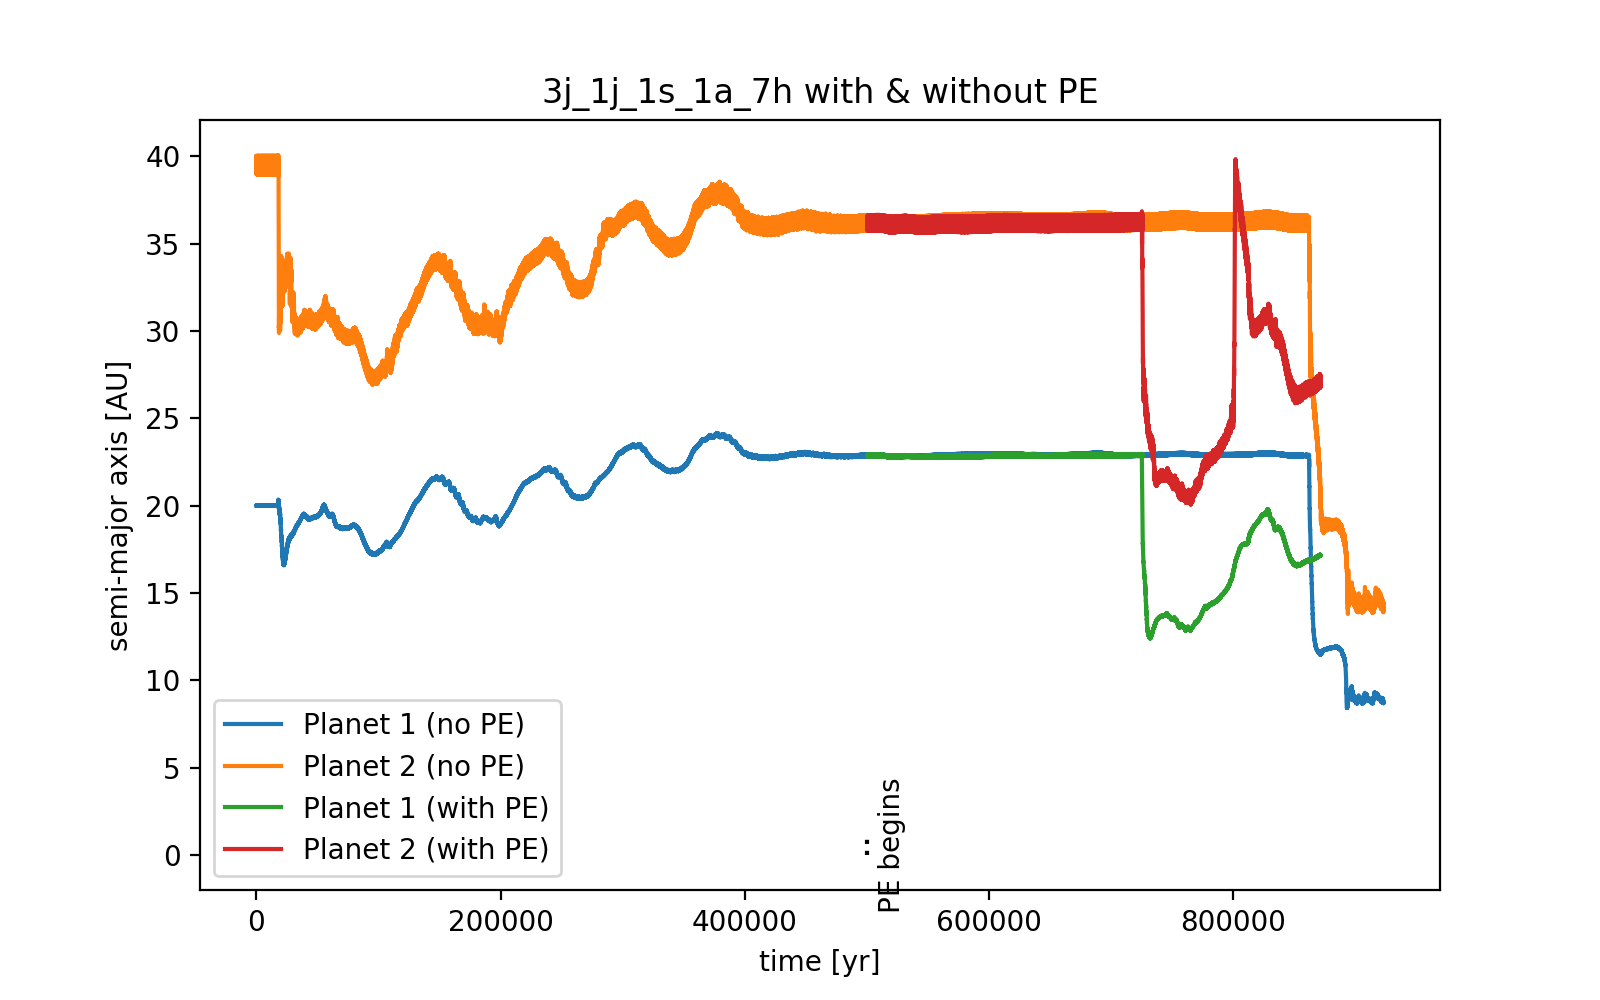 3j_1j_1s_1a_7h with & without PE
semi-major axis [AU]
40
35
30
25
20
15
10
5
0
Planet 1 (no PE)
Planet 2 (no PE)
Planet 1 (with PE)
Planet 2 (with PE)
PE begins
0
200000
400000
600000
800000
time [yr]